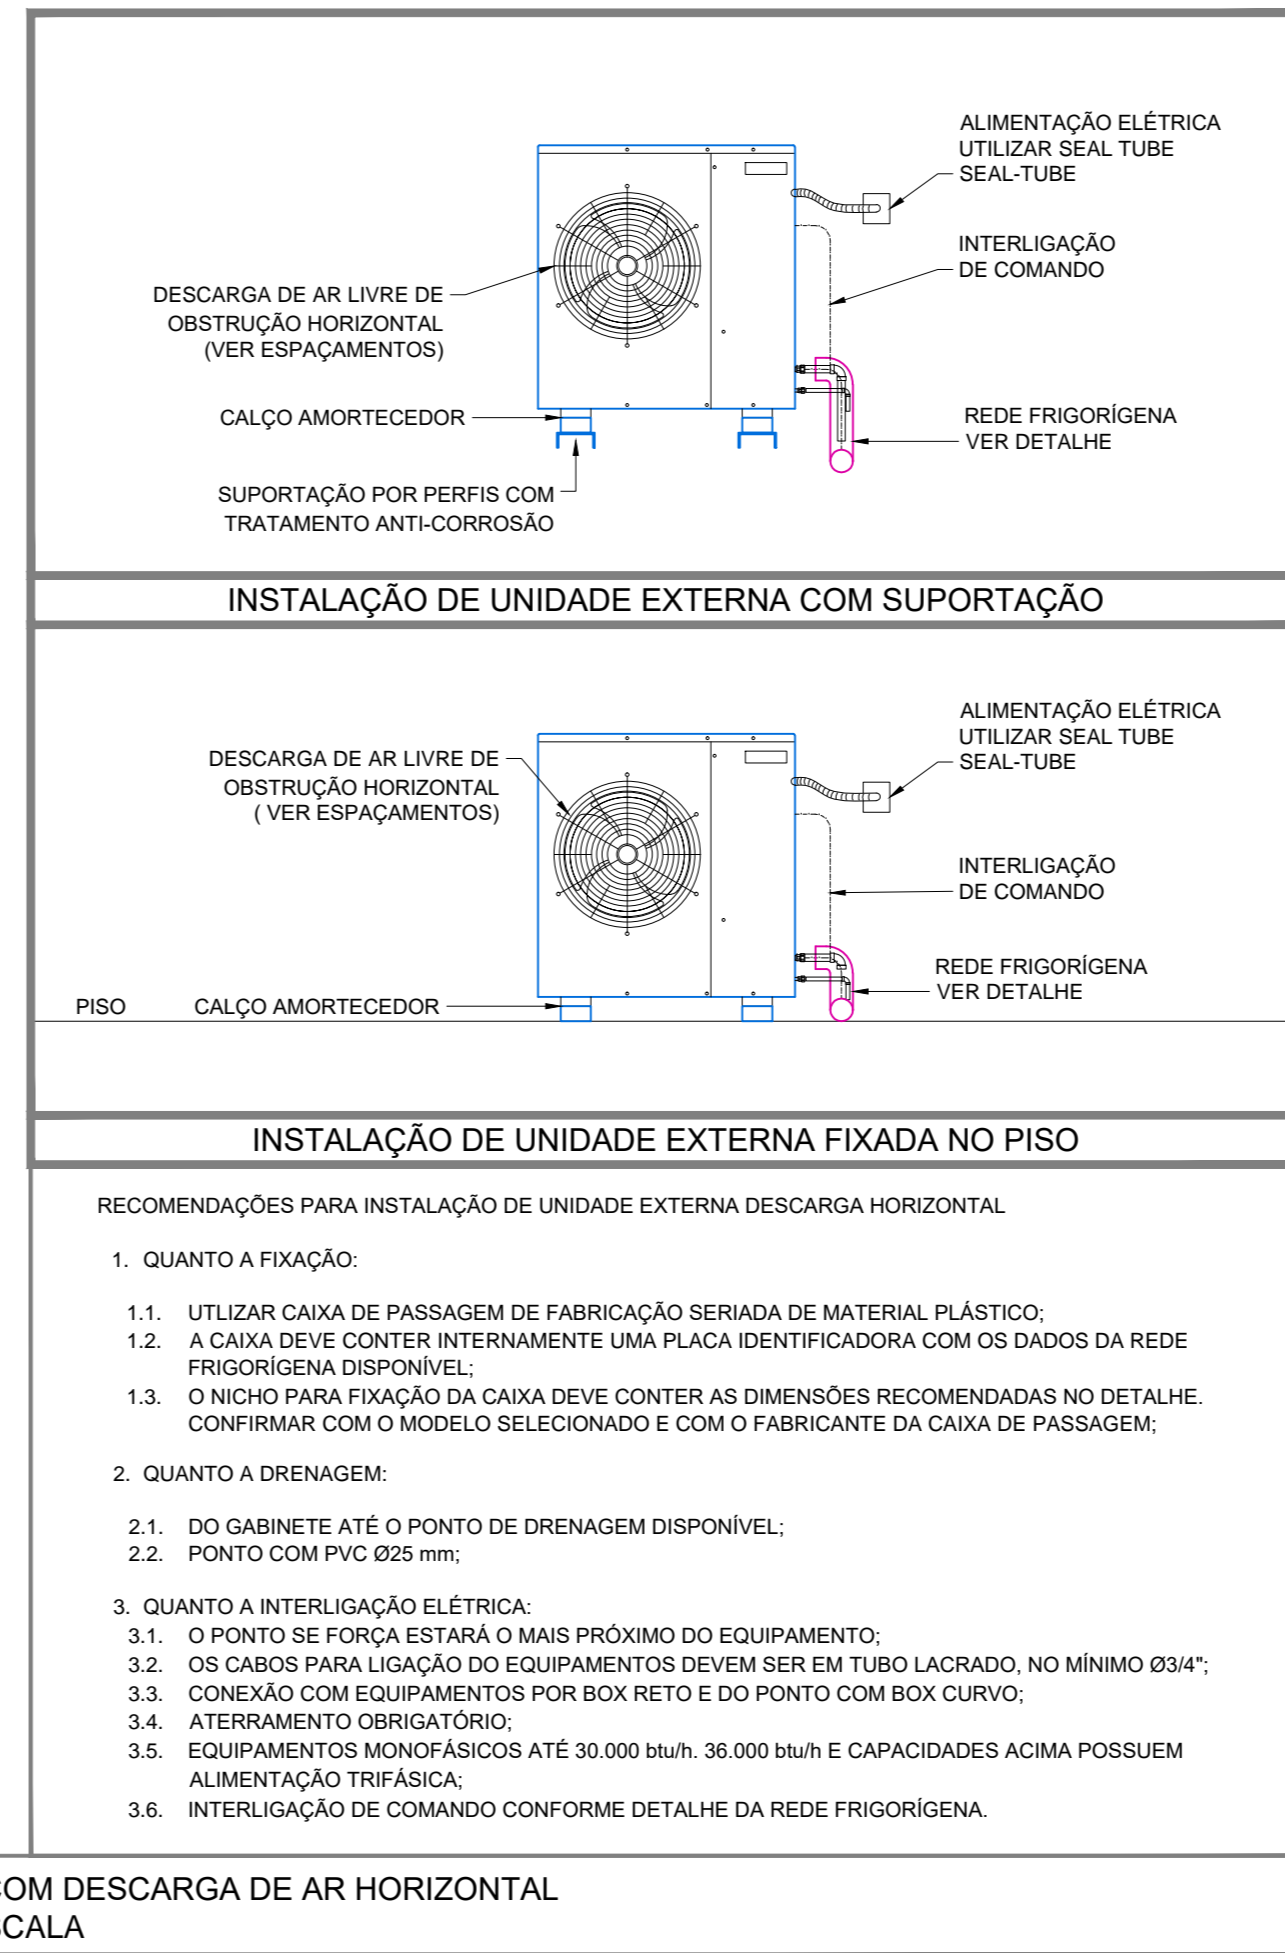 ALIMENTAÇÃO ELÉTRICA
UTILIZAR SEAL TUBE
SEAL-TUBE
INTERLIGAÇÃO
DE COMANDO
DESCARGA DE AR LIVRE DE
OBSTRUÇÃO HORIZONTAL
(VER ESPAÇAMENTOS)
CALÇO AMORTECEDOR
REDE FRIGORÍGENA
VER DETALHE
SUPORTAÇÃO POR PERFIS COM
TRATAMENTO ANTI-CORROSÃO
INSTALAÇÃO DE UNIDADE EXTERNA COM SUPORTAÇÃO
ALIMENTAÇÃO ELÉTRICA
UTILIZAR SEAL TUBE
SEAL-TUBE
DESCARGA DE AR LIVRE DE
OBSTRUÇÃO HORIZONTAL
( VER ESPAÇAMENTOS)
INTERLIGAÇÃO
DE COMANDO
REDE FRIGORÍGENA
VER DETALHE
PISO
CALÇO AMORTECEDOR
INSTALAÇÃO DE UNIDADE EXTERNA FIXADA NO PISO
RECOMENDAÇÕES PARA INSTALAÇÃO DE UNIDADE EXTERNA DESCARGA HORIZONTAL
1. QUANTO A FIXAÇÃO:
1.1. UTLIZAR CAIXA DE PASSAGEM DE FABRICAÇÃO SERIADA DE MATERIAL PLÁSTICO;
1.2. A CAIXA DEVE CONTER INTERNAMENTE UMA PLACA IDENTIFICADORA COM OS DADOS DA REDE
FRIGORÍGENA DISPONÍVEL;
1.3. O NICHO PARA FIXAÇÃO DA CAIXA DEVE CONTER AS DIMENSÕES RECOMENDADAS NO DETALHE.
CONFIRMAR COM O MODELO SELECIONADO E COM O FABRICANTE DA CAIXA DE PASSAGEM;
2. QUANTO A DRENAGEM:
2.1. DO GABINETE ATÉ O PONTO DE DRENAGEM DISPONÍVEL;
2.2. PONTO COM PVC Ø25 mm;
3. QUANTO A INTERLIGAÇÃO ELÉTRICA:
3.1. O PONTO SE FORÇA ESTARÁ O MAIS PRÓXIMO DO EQUIPAMENTO;
3.2. OS CABOS PARA LIGAÇÃO DO EQUIPAMENTOS DEVEM SER EM TUBO LACRADO, NO MÍNIMO Ø3/4";
3.3. CONEXÃO COM EQUIPAMENTOS POR BOX RETO E DO PONTO COM BOX CURVO;
3.4. ATERRAMENTO OBRIGATÓRIO;
3.5. EQUIPAMENTOS MONOFÁSICOS ATÉ 30.000 btu/h. 36.000 btu/h E CAPACIDADES ACIMA POSSUEM
ALIMENTAÇÃO TRIFÁSICA;
3.6. INTERLIGAÇÃO DE COMANDO CONFORME DETALHE DA REDE FRIGORÍGENA.
COM DESCARGA DE AR HORIZONTAL
SCALA